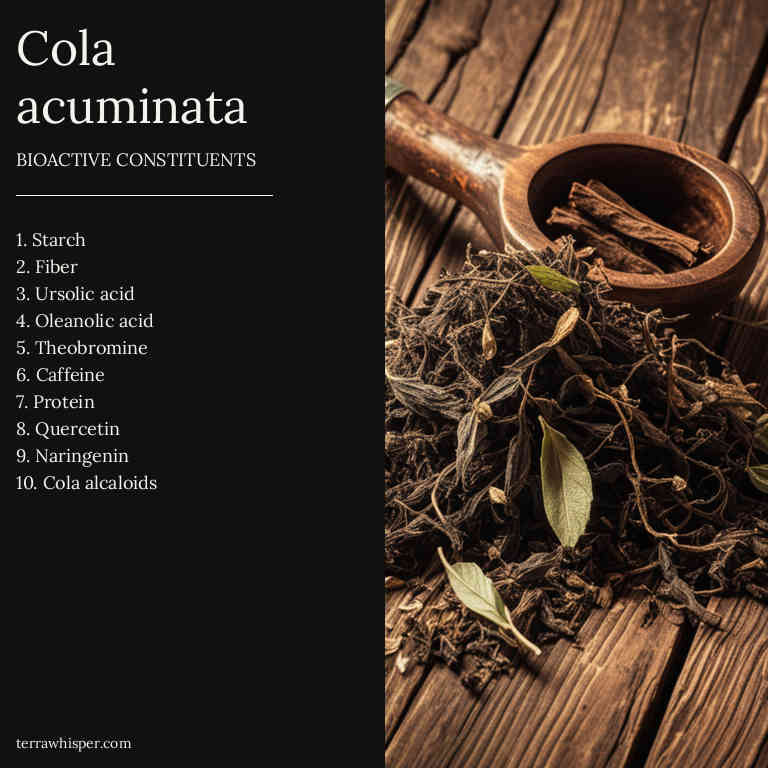 Cola
acuminata
BIOACTIVE CONSTITUENTS
1. Starch
2. Fiber
3. Ursolic acid
4. Oleanolic acid
5. Theobromine
6. Caffeine
7. Protein
8. Quercetin
9. Naringenin
10. Cola alcaloids
terrawhisper.com